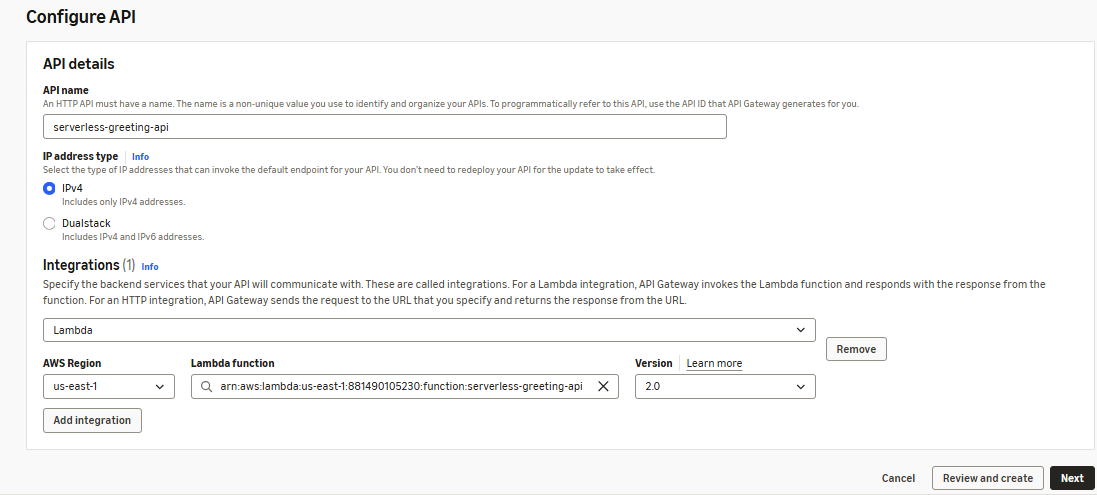 Configure API
API details
API name
An HTTP API must have a name. The name is a non-unique value you use to identify and organize your APIs. To programmatically refer to this API, use the API ID that API Gateway generates for you.
serverless-greeting-api
IP address type Info
Select the type of IP addresses that can invoke the default endpoint for your API. You don't need to redeploy your API for the update to take effect.
IPv4
Includes only IPv4 addresses.
Dualstack
Includes IPv4 and IPv6 addresses.
Integrations (1) Info
Specify the backend services that your API will communicate with. These are called integrations. For a Lambda integration, API Gateway invokes the Lambda function and responds with the response from the
function. For an HTTP integration, API Gateway sends the request to the URL that you specify and returns the response from the URL.
Lambda
Remove
AWS Region Lambda function Version Learn more
us-east-1 arn:aws:lambda:us-east-1:881490105230:function:serverless-greeting-api 2.0
Add integration
Cancel Review and create Next